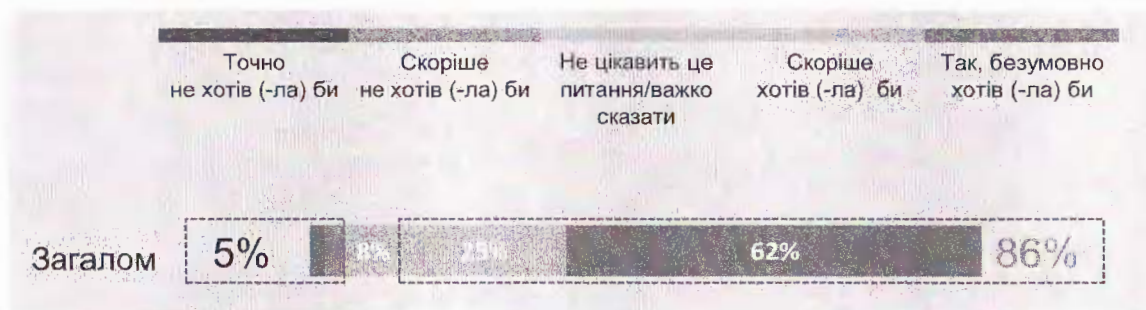 Точно
не хотів (-ла) би
Скоріше
не хотів (-ла) би
Не цікавить це
питання/важко
сказати
Скоріше
хотів (-ла) би
Так, безумовно
хотів (-ла) би
Загалом 5% 8% 25% 62% 86%